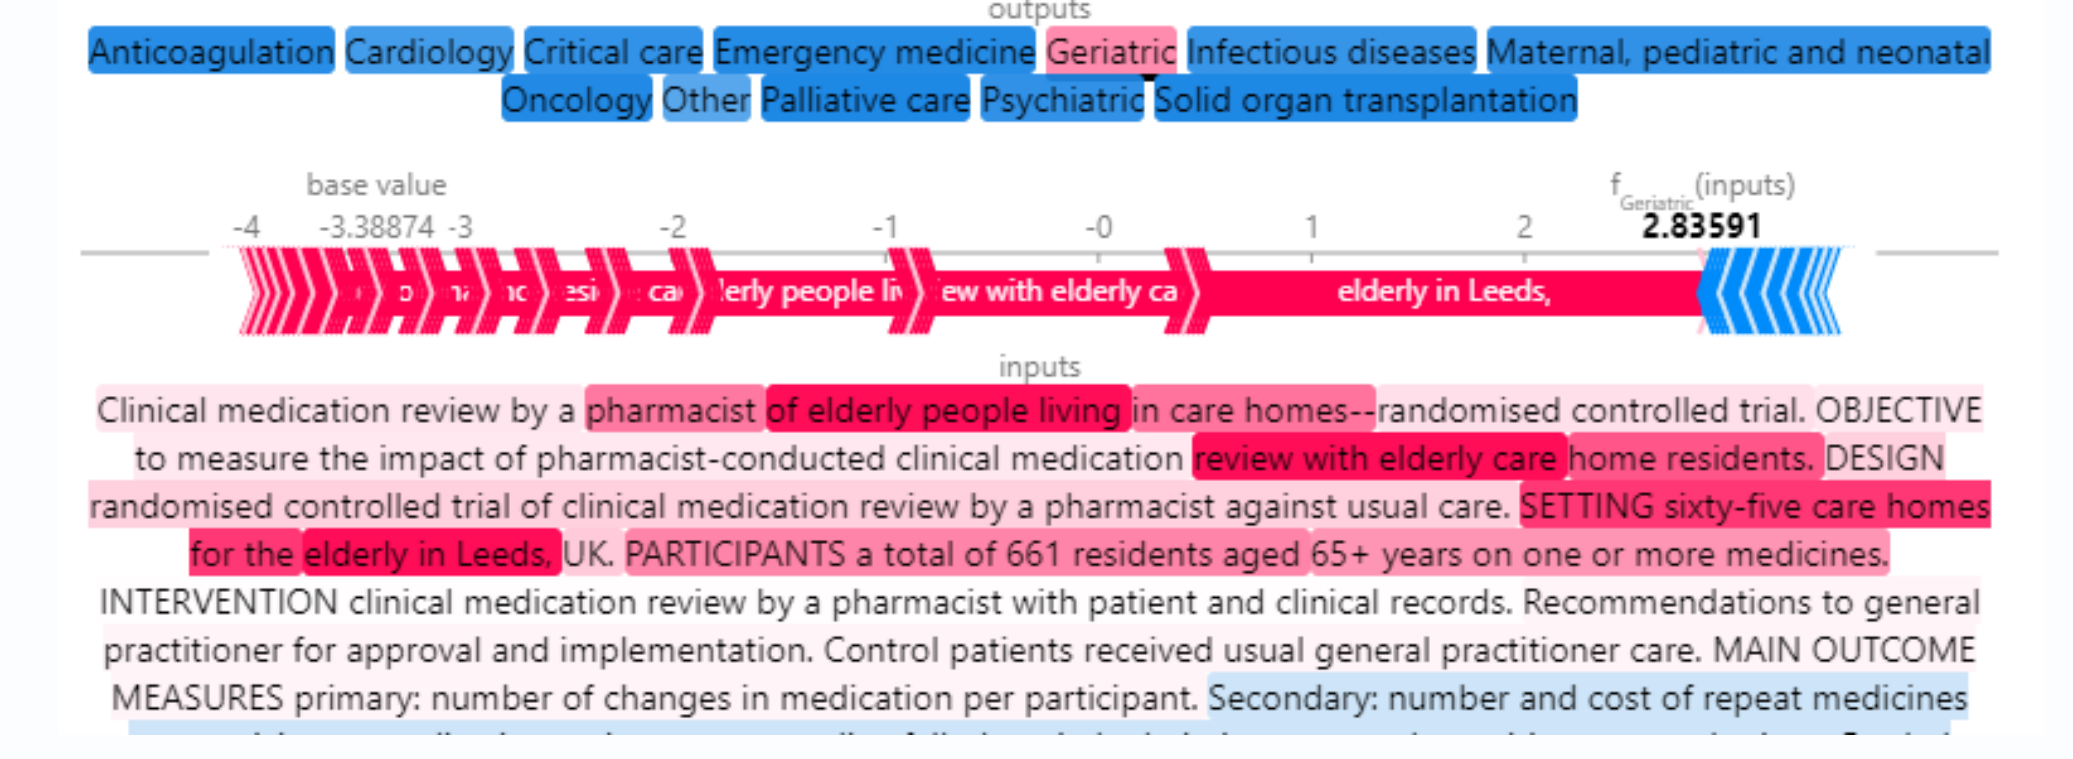 outputs
Anticoagulation Cardiology Critical care Emergency medicine Geriatric Infectious diseases Maternal, pediatric and neonatal
Oncology Other Palliative care Psychiatric Solid organ transplantation
base value
f Geriatric (inputs)
-4 -3.38874 -3 -2 -1 -0 1 2 2.83591
esi ca erly people liv ew with elderly ca elderly in Leeds,
inputs
Clinical medication review by a pharmacist of elderly people living in care homes--randomised controlled trial. OBJECTIVE
to measure the impact of pharmacist-conducted clinical medication review with elderly care home residents. DESIGN
randomised controlled trial of clinical medication review by a pharmacist against usual care. SETTING sixty-five care homes
for the elderly in Leeds, UK. PARTICIPANTS a total of 661 residents aged 65+ years on one or more medicines.
INTERVENTION clinical medication review by a pharmacist with patient and clinical records. Recommendations to general
practitioner for approval and implementation. Control patients received usual general practitioner care. MAIN OUTCOME
MEASURES primary: number of changes in medication per participant. Secondary: number and cost of repeat medicines